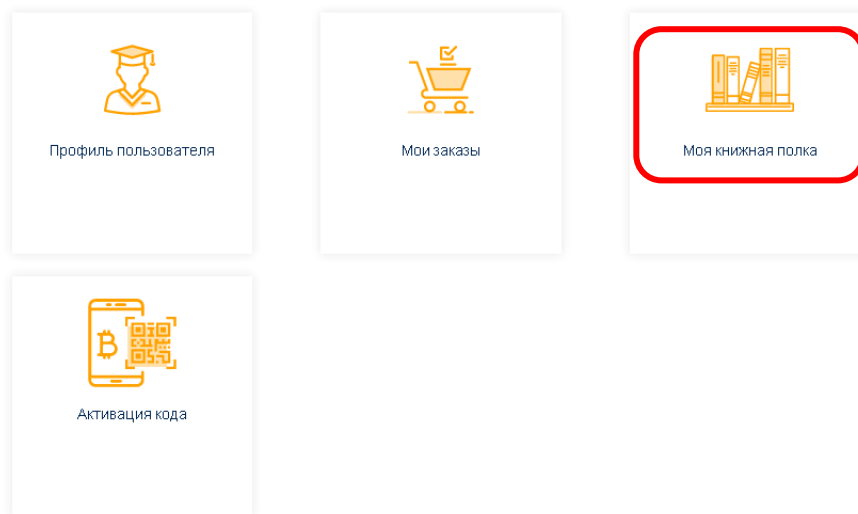 Профиль пользователя
Мои заказы
Моя книжная полка
Активация кода